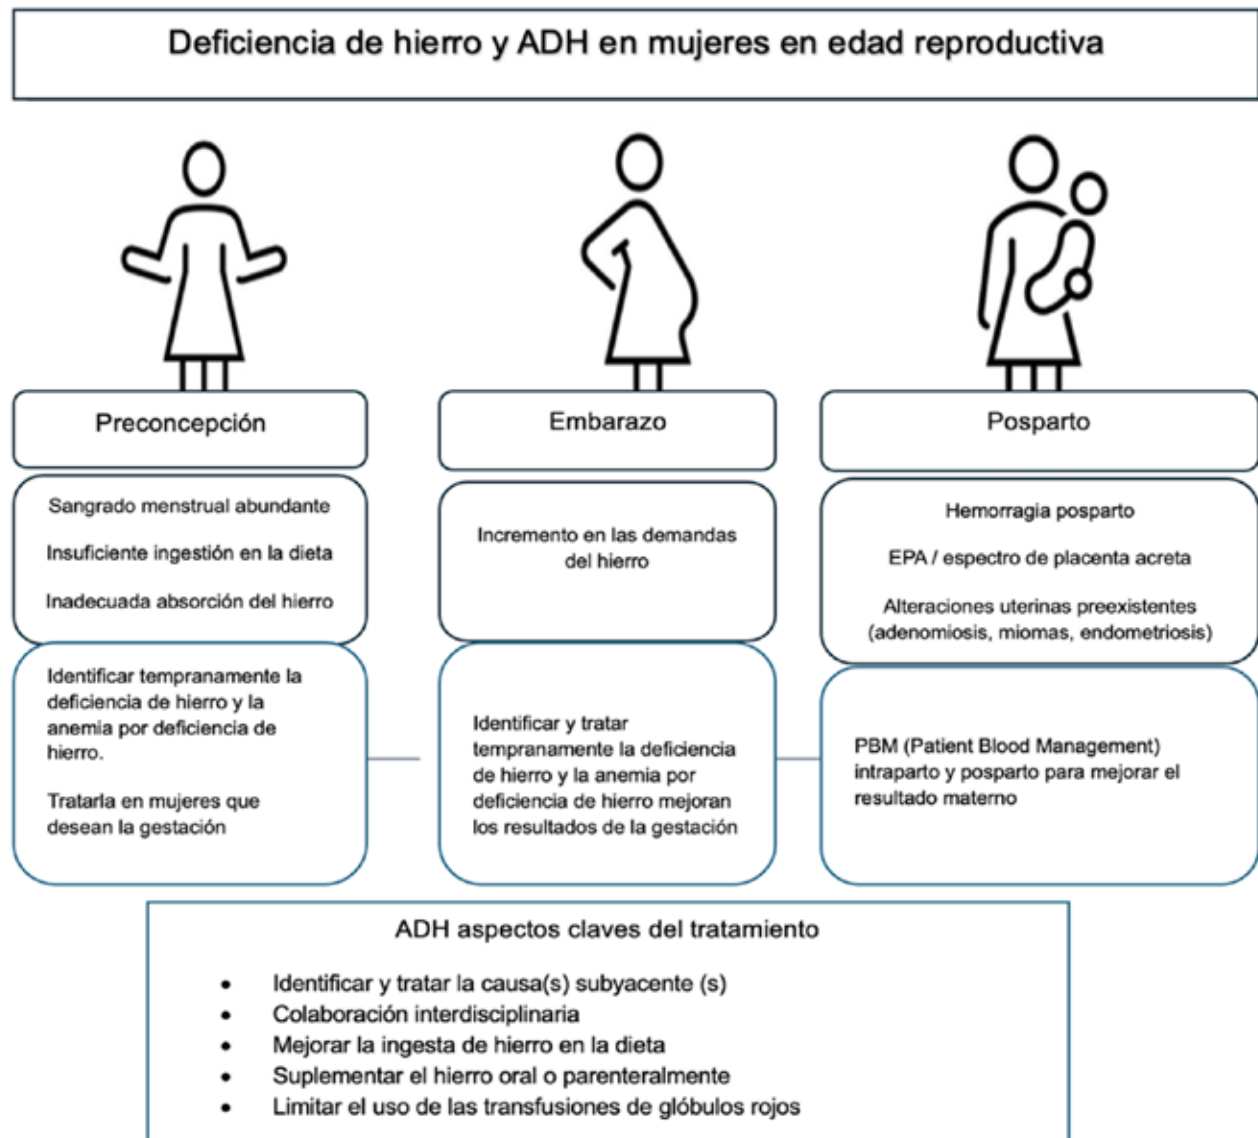 Deficiencia de hierro y ADH en mujeres en edad reproductiva
Preconcepción
Sangrado menstrual abundante
Insuficiente ingestión en la dieta
Inadecuada absorción del hierro
Identificar tempranamente la
deficiencia de hierro y la
anemia por deficiencia de
hierro.
Tratarla en mujeres que
desean la gestación
Embarazo
Incremento en las demandas
del hierro
Identificar y tratar
tempranamente la deficiencia
de hierro y la anemia por
deficiencia de hierro mejoran
los resultados de la gestación
Posparto
Hemorragia posparto
EPA / espectro de placenta acreta
Alteraciones uterinas preexistentes
(adenomiosis, miomas, endometriosis)
PBM (Patient Blood Management)
intraparto y posparto para mejorar el
resultado materno
ADH aspectos claves del tratamiento
• Identificar y tratar la causa(s) subyacente (s)
• Colaboración interdisciplinaria
• Mejorar la ingesta de hierro en la dieta
• Suplementar el hierro oral o parenteralmente
• Limitar el uso de las transfusiones de glóbulos rojos